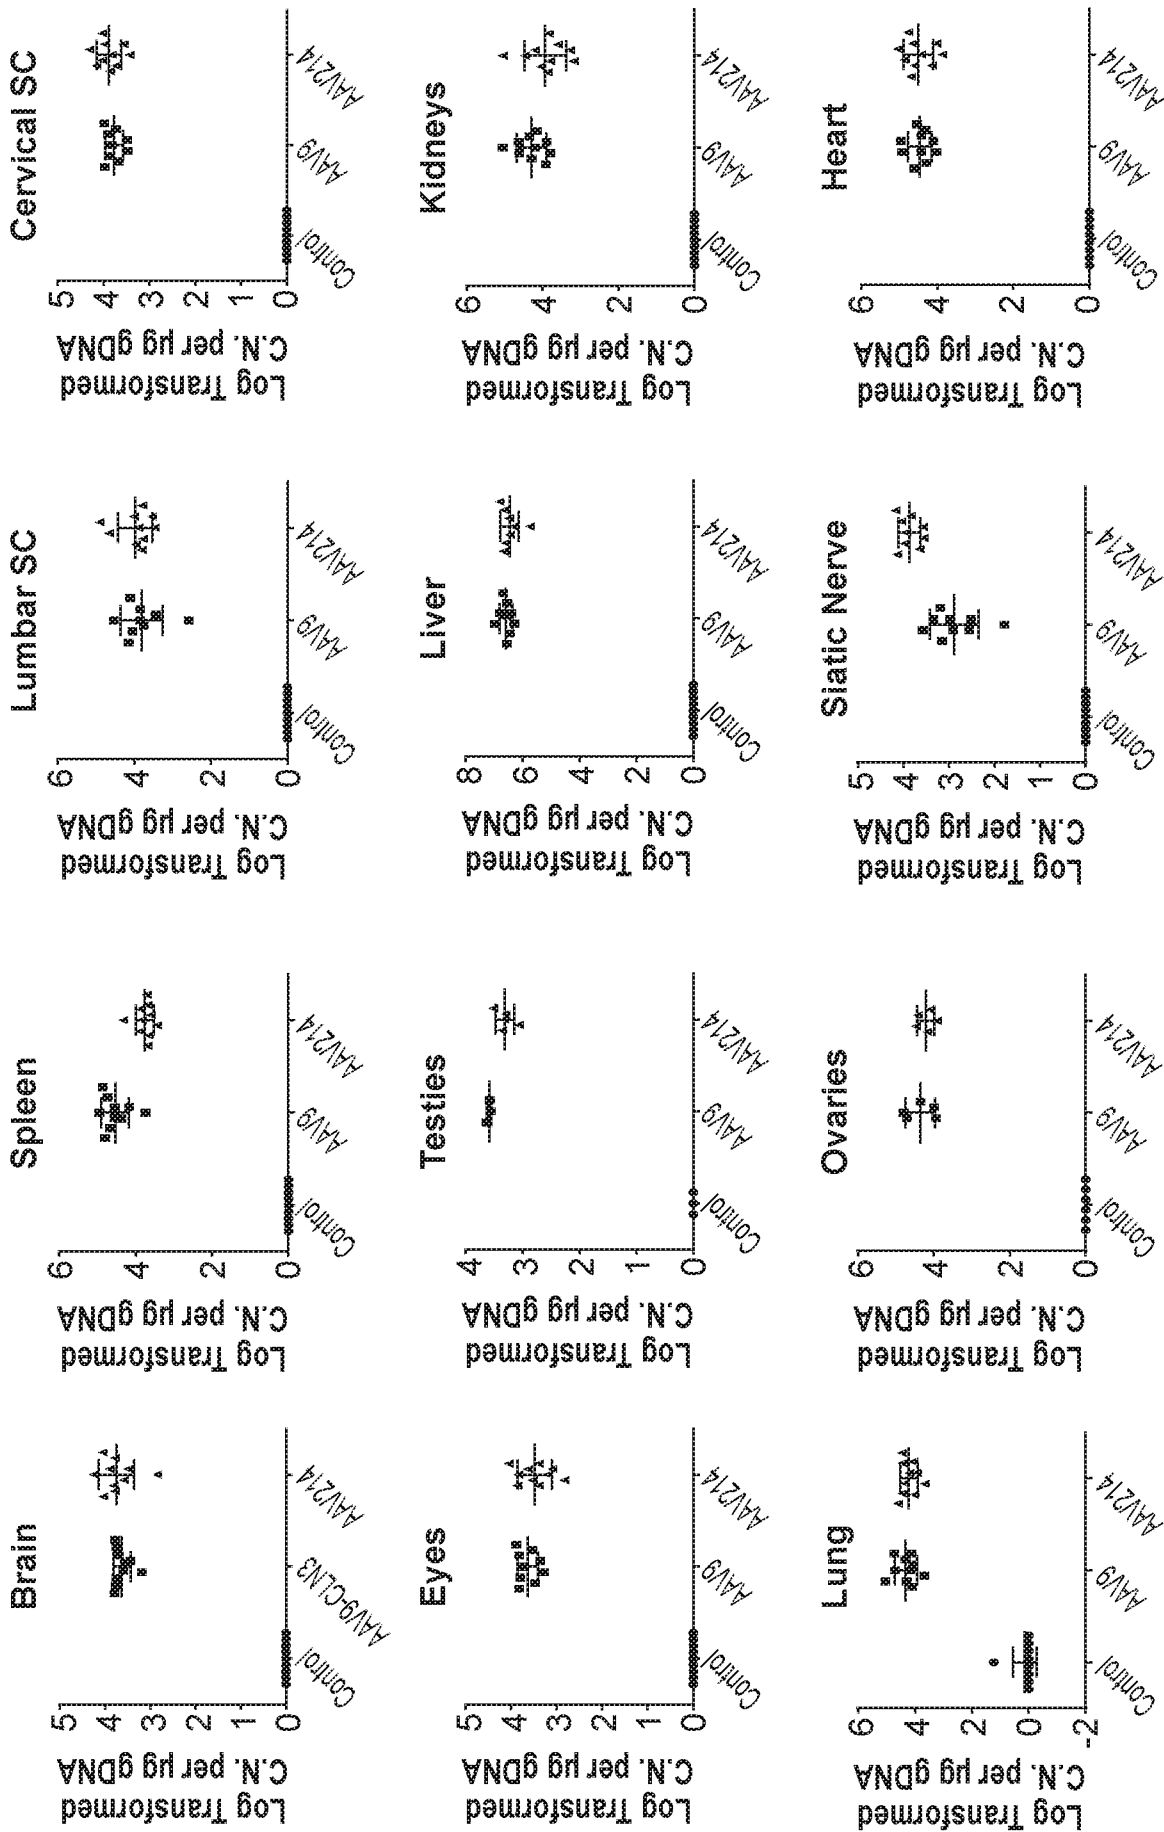 Brain
Log Transformed
C.N. per µg gDNA
5
4
3
2
1
0
Control
AAV9-CLN3
AAV214
Spleen
Log Transformed
C.N. per µg gDNA
6
4
2
0
Control
AAV9
AAV214
Lumbar SC
Log Transformed
C.N. per µg gDNA
6
4
2
0
Control
AAV9
AAV214
Cervical SC
Log Transformed
C.N. per µg gDNA
5
4
3
2
1
0
Control
AAV9
AAV214
Eyes
Log Transformed
C.N. per µg gDNA
5
4
3
2
1
0
Control
AAV9
AAV214
Testies
Log Transformed
C.N. per µg gDNA
4
3
2
1
0
Control
AAV9
AAV214
Liver
Log Transformed
C.N. per µg gDNA
8
6
4
2
0
Control
AAV9
AAV214
Kidneys
Log Transformed
C.N. per µg gDNA
6
4
2
0
Control
AAV9
AAV214
Lung
Log Transformed
C.N. per µg gDNA
6
4
2
0
-2
Control
AAV9
AAV214
Ovaries
Log Transformed
C.N. per µg gDNA
6
4
2
0
Control
AAV9
AAV214
Siatic Nerve
Log Transformed
C.N. per µg gDNA
5
4
3
2
1
0
Control
AAV9
AAV214
Heart
Log Transformed
C.N. per µg gDNA
6
4
2
0
Control
AAV9
AAV214